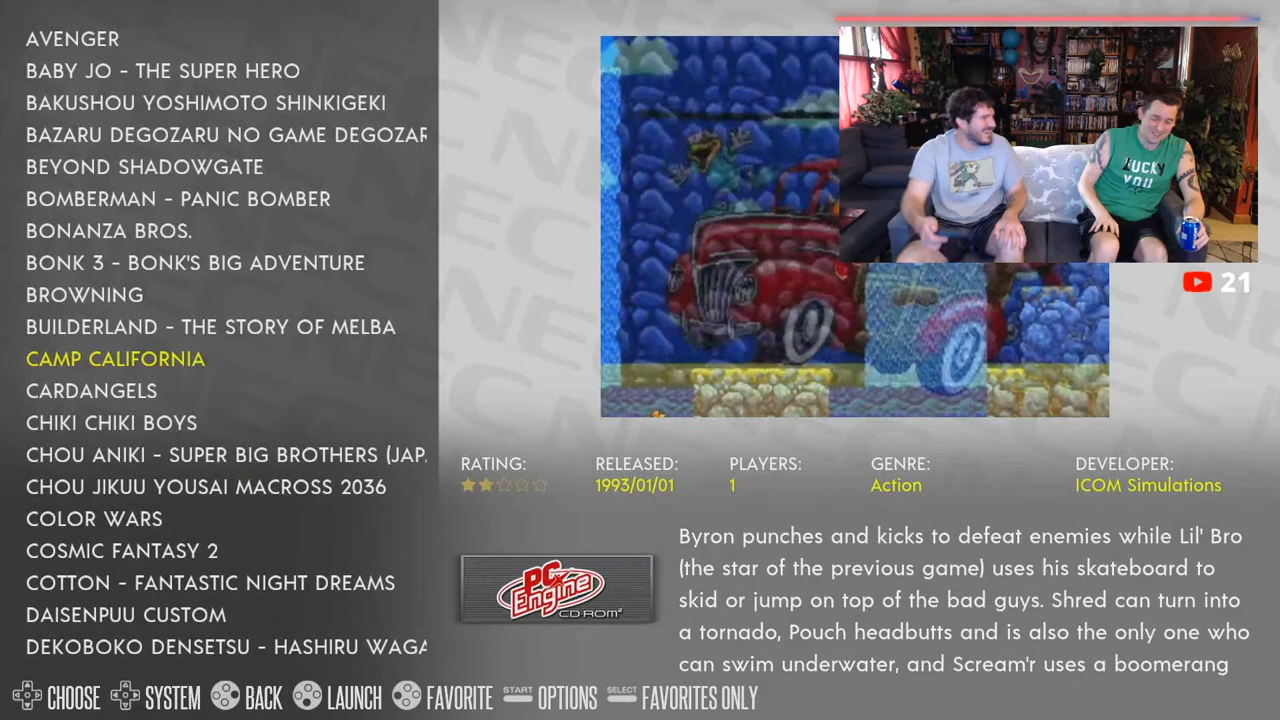 AVENGER
BABY JO - THE SUPER HERO
BAKUSHOU YOSHIMOTO SHINKIGEKI
BAZARU DEGOZARU NO GAME DEGOZAR
BEYOND SHADOWGATE
BOMBERMAN - PANIC BOMBER
BONANZA BROS.
BONK 3 - BONK'S BIG ADVENTURE
BROWNING
BUILDERLAND - THE STORY OF MELBA
CAMP CALIFORNIA
CARDANGELS
CHIKI CHIKI BOYS
CHOU ANIKI - SUPER BIG BROTHERS (JAP.
CHOU JIKUU YOUSAI MACROSS 2036
COLOR WARS
COSMIC FANTASY 2
COTTON - FANTASTIC NIGHT DREAMS
DAISENPUU CUSTOM
DEKOBOKO DENSETSU - HASHIRU WAGA
YOU
21
RATING: RELEASED: PLAYERS: GENRE: DEVELOPER:
1993/01/01 1 Action ICOM Simulations
PC Engine
CD ROM²
Byron punches and kicks to defeat enemies while Lil' Bro
(the star of the previous game) uses his skateboard to
skid or jump on top of the bad guys. Shred can turn into
a tornado, Pouch headbutts and is also the only one who
can swim underwater, and Scream'r uses a boomerang
CHOOSE SYSTEM BACK LAUNCH FAVORITE START OPTIONS SELECT FAVORITES ONLY